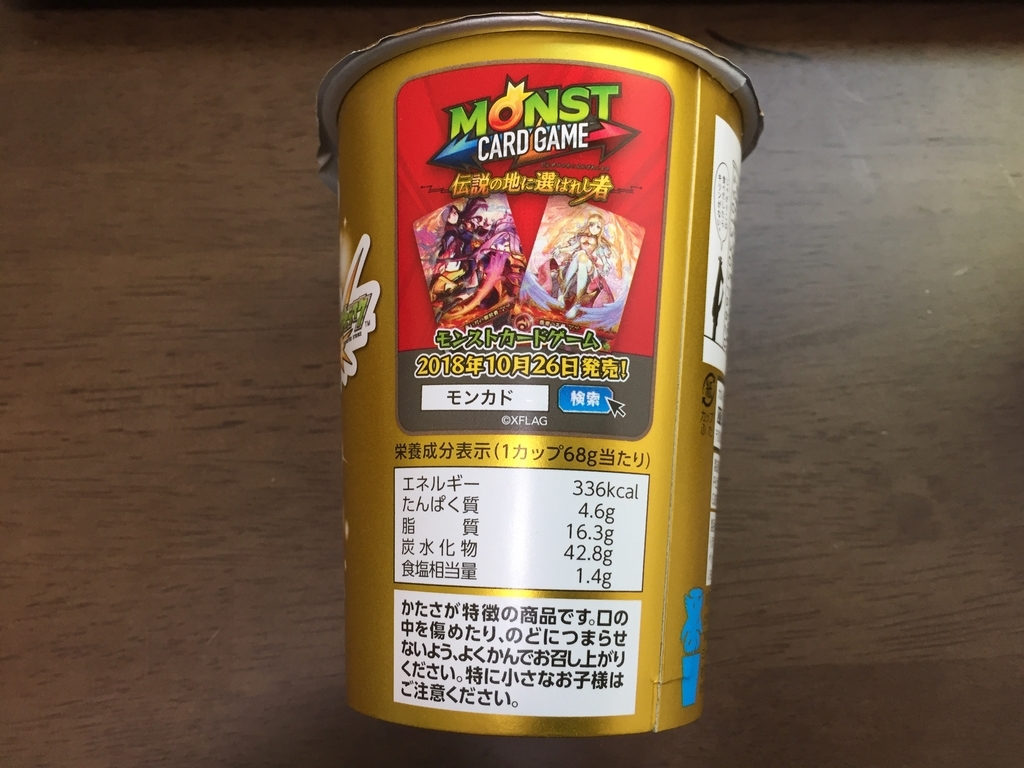 MONST
CARD GAME
伝説の地に選ばれし者
モンストカードゲーム
2018年10月26日発売!
モンカド 検索
©XFLAG
栄養成分表示(1カップ68g当たり)
エネルギー 336kcal
たんぱく質 4.6g
脂質 16.3g
炭水化物 42.8g
食塩相当量 1.4g
かたさが特徴の商品です。口の
中を傷めたり、のどにつまらせ
ないよう、よくかんでお召し上がり
ください。特に小さなお子様は
ご注意ください。